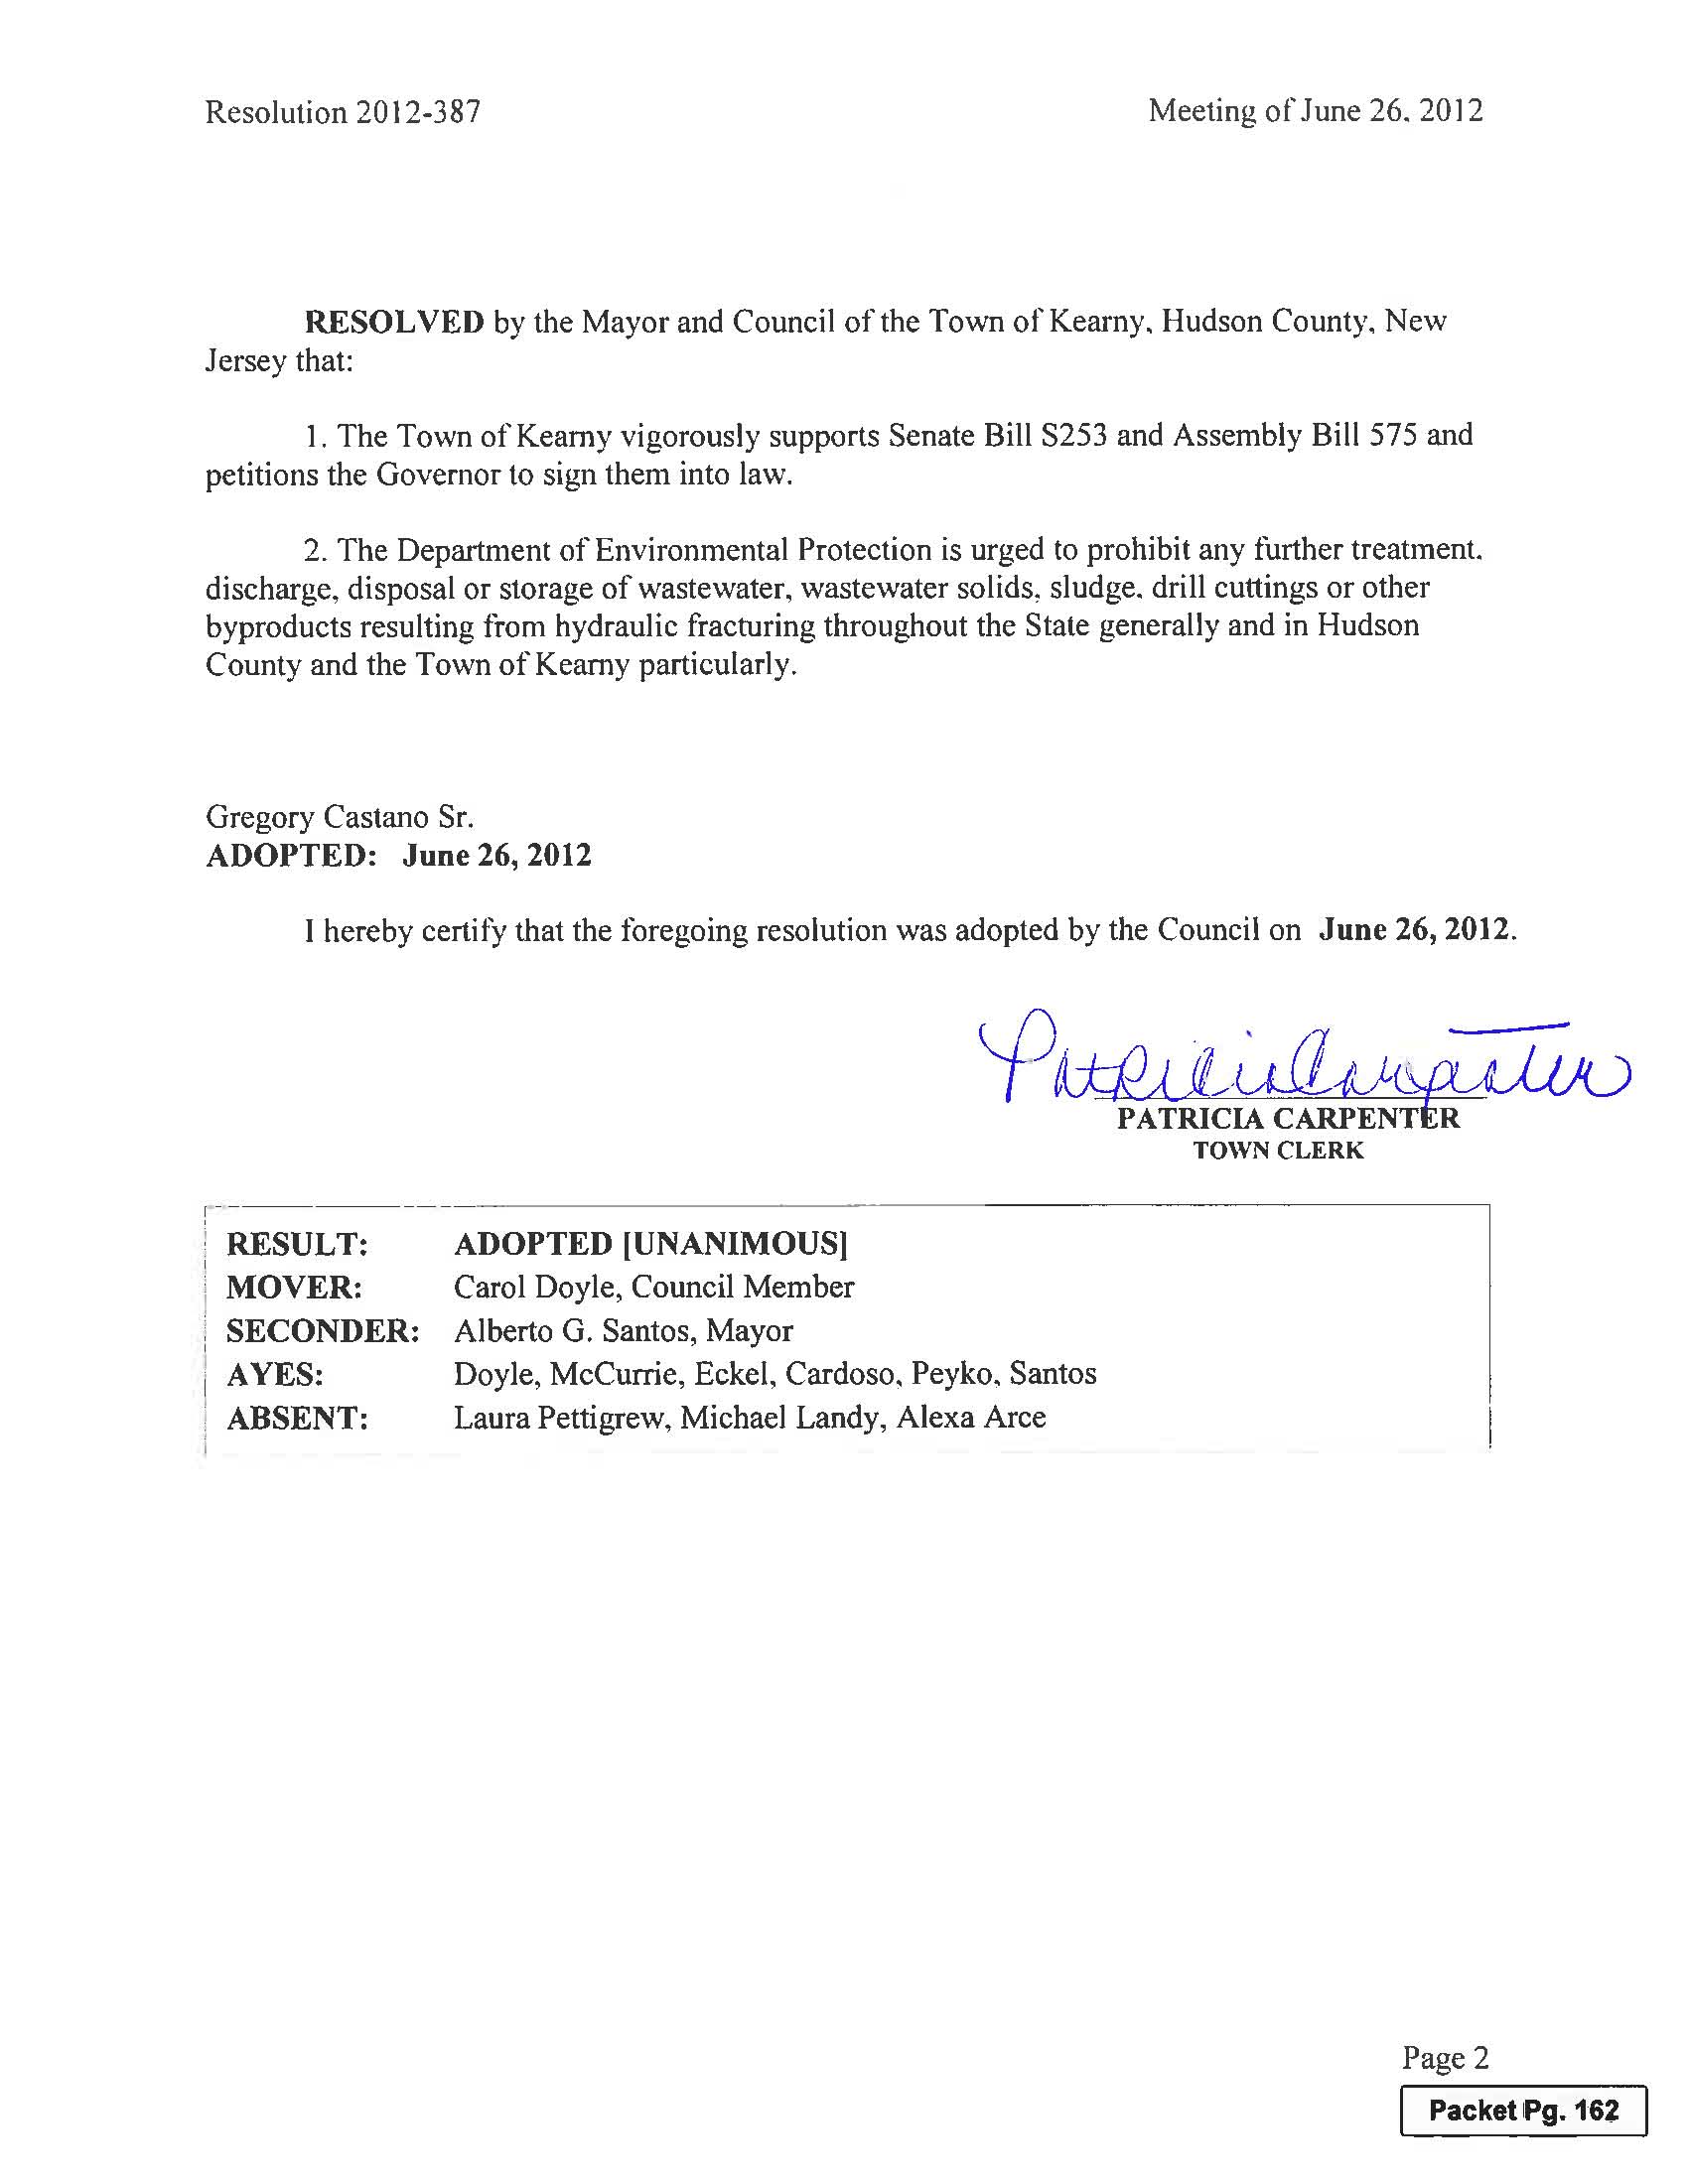 Resolution 2012-387 Meeting of June 26, 2012
RESOLVED by the Mayor and Council of the Town of Kearny, Hudson County, New
Jersey that:
1. The Town of Kearny vigorously supports Senate Bill S253 and Assembly Bill 575 and
petitions the Governor to sign them into law.
2. The Department of Environmental Protection is urged to prohibit any further treatment,
discharge, disposal or storage of wastewater, wastewater solids, sludge, drill cuttings or other
byproducts resulting from hydraulic fracturing throughout the State generally and in Hudson
County and the Town of Kearny particularly.
Gregory Castano Sr.
ADOPTED: June 26, 2012
I hereby certify that the foregoing resolution was adopted by the Council on June 26, 2012.
Patricia Carpenter
PATRICIA CARPENTER
TOWN CLERK
RESULT: ADOPTED [UNANIMOUS]
MOVER: Carol Doyle, Council Member
SECONDER: Alberto G. Santos, Mayor
AYES: Doyle, McCurrie, Eckel, Cardoso, Peyko, Santos
ABSENT: Laura Pettigrew, Michael Landy, Alexa Arce
Page 2
Packet Pg. 162